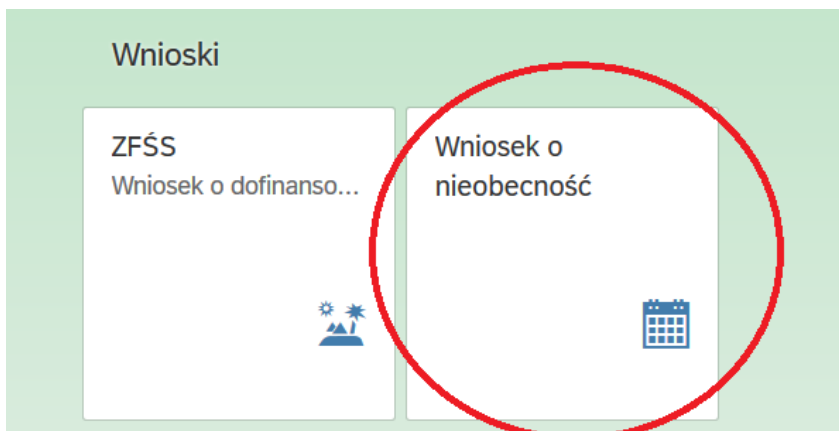 Wnioski
ZFŚS
Wniosek o dofinanso...
Wniosek o
nieobecność